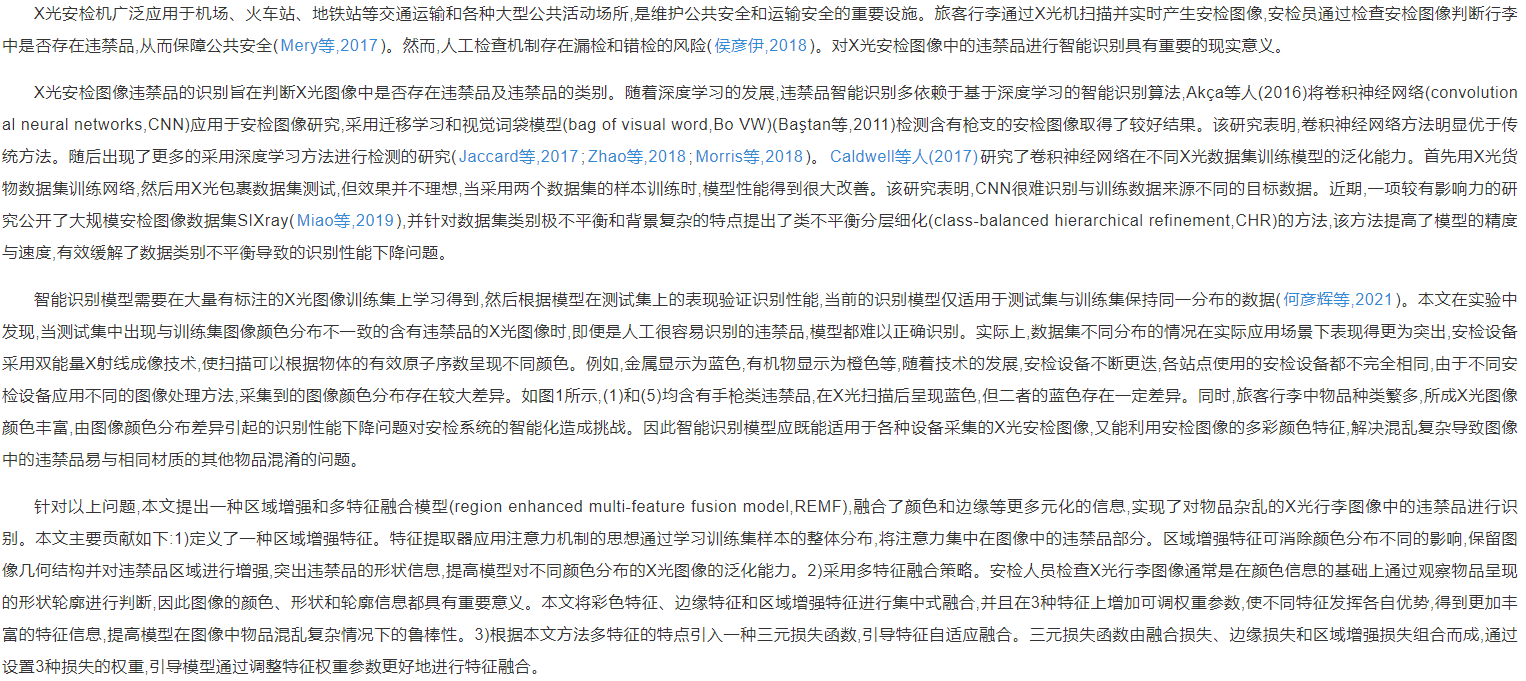 X光安检机广泛应用于机场、火车站、地铁站等交通运输和各种大型公共活动场所,是维护公共安全和运输安全的重要设施。旅客行李通过X光机扫描并实时产生安检图像,安检员通过检查安检图像判断行李
中是否存在违禁品,从而保障公共安全(Mery等,2017)。然而,人工检查机制存在漏检和错检的风险(侯彦伊,2018)。对X光安检图像中的违禁品进行智能识别具有重要的现实意义。
X光安检图像违禁品的识别旨在判断X光图像中是否存在违禁品及违禁品的类别。随着深度学习的发展,违禁品智能识别多依赖于基于深度学习的智能识别算法,Akça等人(2016)将卷积神经网络(convolution
al neural networks,CNN)应用于安检图像研究,采用迁移学习和视觉词袋模型(bag of visual word,Bo VW)(Baştan等,2011)检测含有枪支的安检图像取得了较好结果。该研究表明,卷积神经网络方法明显优于传
统方法。随后出现了更多的采用深度学习方法进行检测的研究(Jaccard等,2017;Zhao等,2018;Morris等,2018)。 Caldwell等人(2017)研究了卷积神经网络在不同X光数据集训练模型的泛化能力。首先用X光货
物数据集训练网络,然后用X光包裹数据集测试,但效果并不理想,当采用两个数据集的样本训练时,模型性能得到很大改善。该研究表明,CNN很难识别与训练数据来源不同的目标数据。近期,一项较有影响力的研
究公开了大规模安检图像数据集SIXray(Miao等,2019),并针对数据集类别极不平衡和背景复杂的特点提出了类不平衡分层细化(class-balanced hierarchical refinement,CHR)的方法,该方法提高了模型的精度
与速度,有效缓解了数据类别不平衡导致的识别性能下降问题。
智能识别模型需要在大量有标注的X光图像训练集上学习得到,然后根据模型在测试集上的表现验证识别性能,当前的识别模型仅适用于测试集与训练集保持同一分布的数据(何彦辉等,2021)。本文在实验中
发现,当测试集中出现与训练集图像颜色分布不一致的含有违禁品的X光图像时,即便是人工很容易识别的违禁品,模型都难以正确识别。实际上,数据集不同分布的情况在实际应用场景下表现得更为突出,安检设备
采用双能量X射线成像技术,使扫描可以根据物体的有效原子序数呈现不同颜色。例如,金属显示为蓝色,有机物显示为橙色等,随着技术的发展,安检设备不断更迭,各站点使用的安检设备都不完全相同,由于不同安
检设备应用不同的图像处理方法,采集到的图像颜色分布存在较大差异。如图1所示,(1)和(5)均含有手枪类违禁品,在X光扫描后呈现蓝色,但二者的蓝色存在一定差异。同时,旅客行李中物品种类繁多,所成X光图像
颜色丰富,由图像颜色分布差异引起的识别性能下降问题对安检系统的智能化造成挑战。因此智能识别模型应既能适用于各种设备采集的X光安检图像,又能利用安检图像的多彩颜色特征,解决混乱复杂导致图像
中的违禁品易与相同材质的其他物品混淆的问题。
针对以上问题,本文提出一种区域增强和多特征融合模型(region enhanced multi-feature fusion model,REMF),融合了颜色和边缘等更多元化的信息,实现了对物品杂乱的X光行李图像中的违禁品进行识
别。本文主要贡献如下:1)定义了一种区域增强特征。特征提取器应用注意力机制的思想通过学习训练集样本的整体分布,将注意力集中在图像中的违禁品部分。区域增强特征可消除颜色分布不同的影响,保留图
像几何结构并对违禁品区域进行增强,突出违禁品的形状信息,提高模型对不同颜色分布的X光图像的泛化能力。2)采用多特征融合策略。安检人员检查X光行李图像通常是在颜色信息的基础上通过观察物品呈现
的形状轮廓进行判断,因此图像的颜色、形状和轮廓信息都具有重要意义。本文将彩色特征、边缘特征和区域增强特征进行集中式融合,并且在3种特征上增加可调权重参数,使不同特征发挥各自优势,得到更加丰
富的特征信息,提高模型在图像中物品混乱复杂情况下的鲁棒性。3)根据本文方法多特征的特点引入一种三元损失函数,引导特征自适应融合。三元损失函数由融合损失、边缘损失和区域增强损失组合而成,通过
设置3种损失的权重,引导模型通过调整特征权重参数更好地进行特征融合。